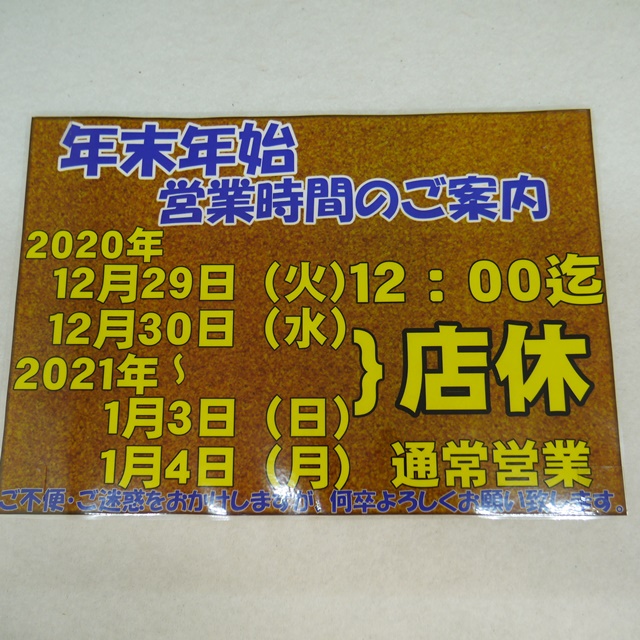 年末年始
営業時間のご案内
2020年
12月29日（火）12：00迄
12月30日（水）
2021年～ } 店休
1月3日（日）
1月4日（月） 通常営業
ご不便・ご迷惑をおかけしますが、何卒よろしくお願い致します。